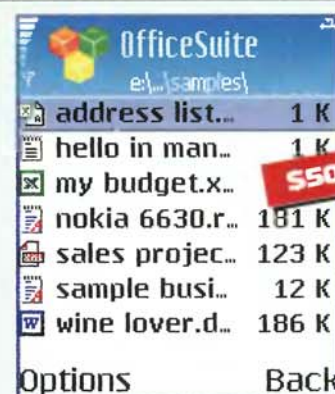 OfficeSuite
e:\...\samples\
address list... 1 K
hello in man... 1 K
my budget.x...
S50
nokia 6630.r... 181 K
sales projec... 123 K
sample busi... 12 K
wine lover.d... 186 K
Options Back